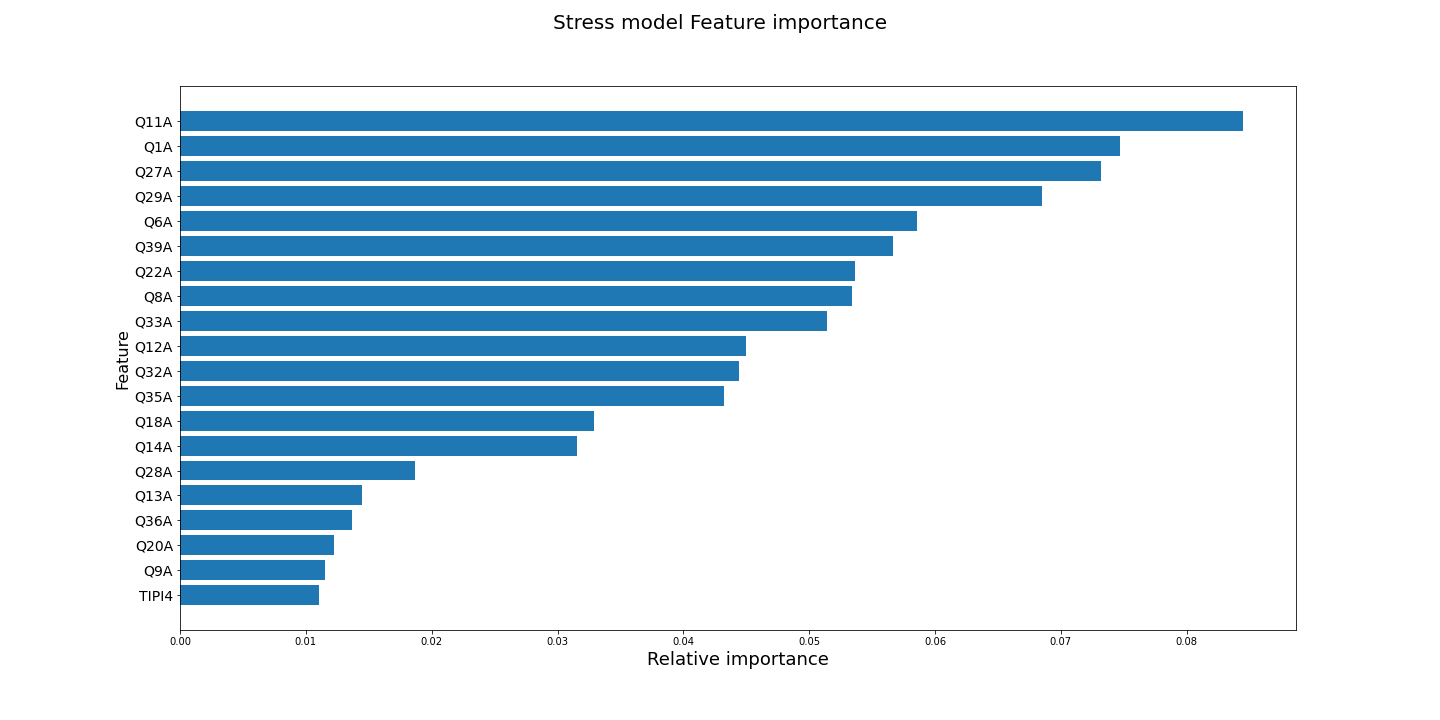 Stress model Feature importance
Feature
Q11A
Q1A
Q27A
Q29A
Q6A
Q39A
Q22A
Q8A
Q33A
Q12A
Q32A
Q35A
Q18A
Q14A
Q28A
Q13A
Q36A
Q20A
Q9A
TIPI4
0.00 0.01 0.02 0.03 0.04 0.05 0.06 0.07 0.08
Relative importance